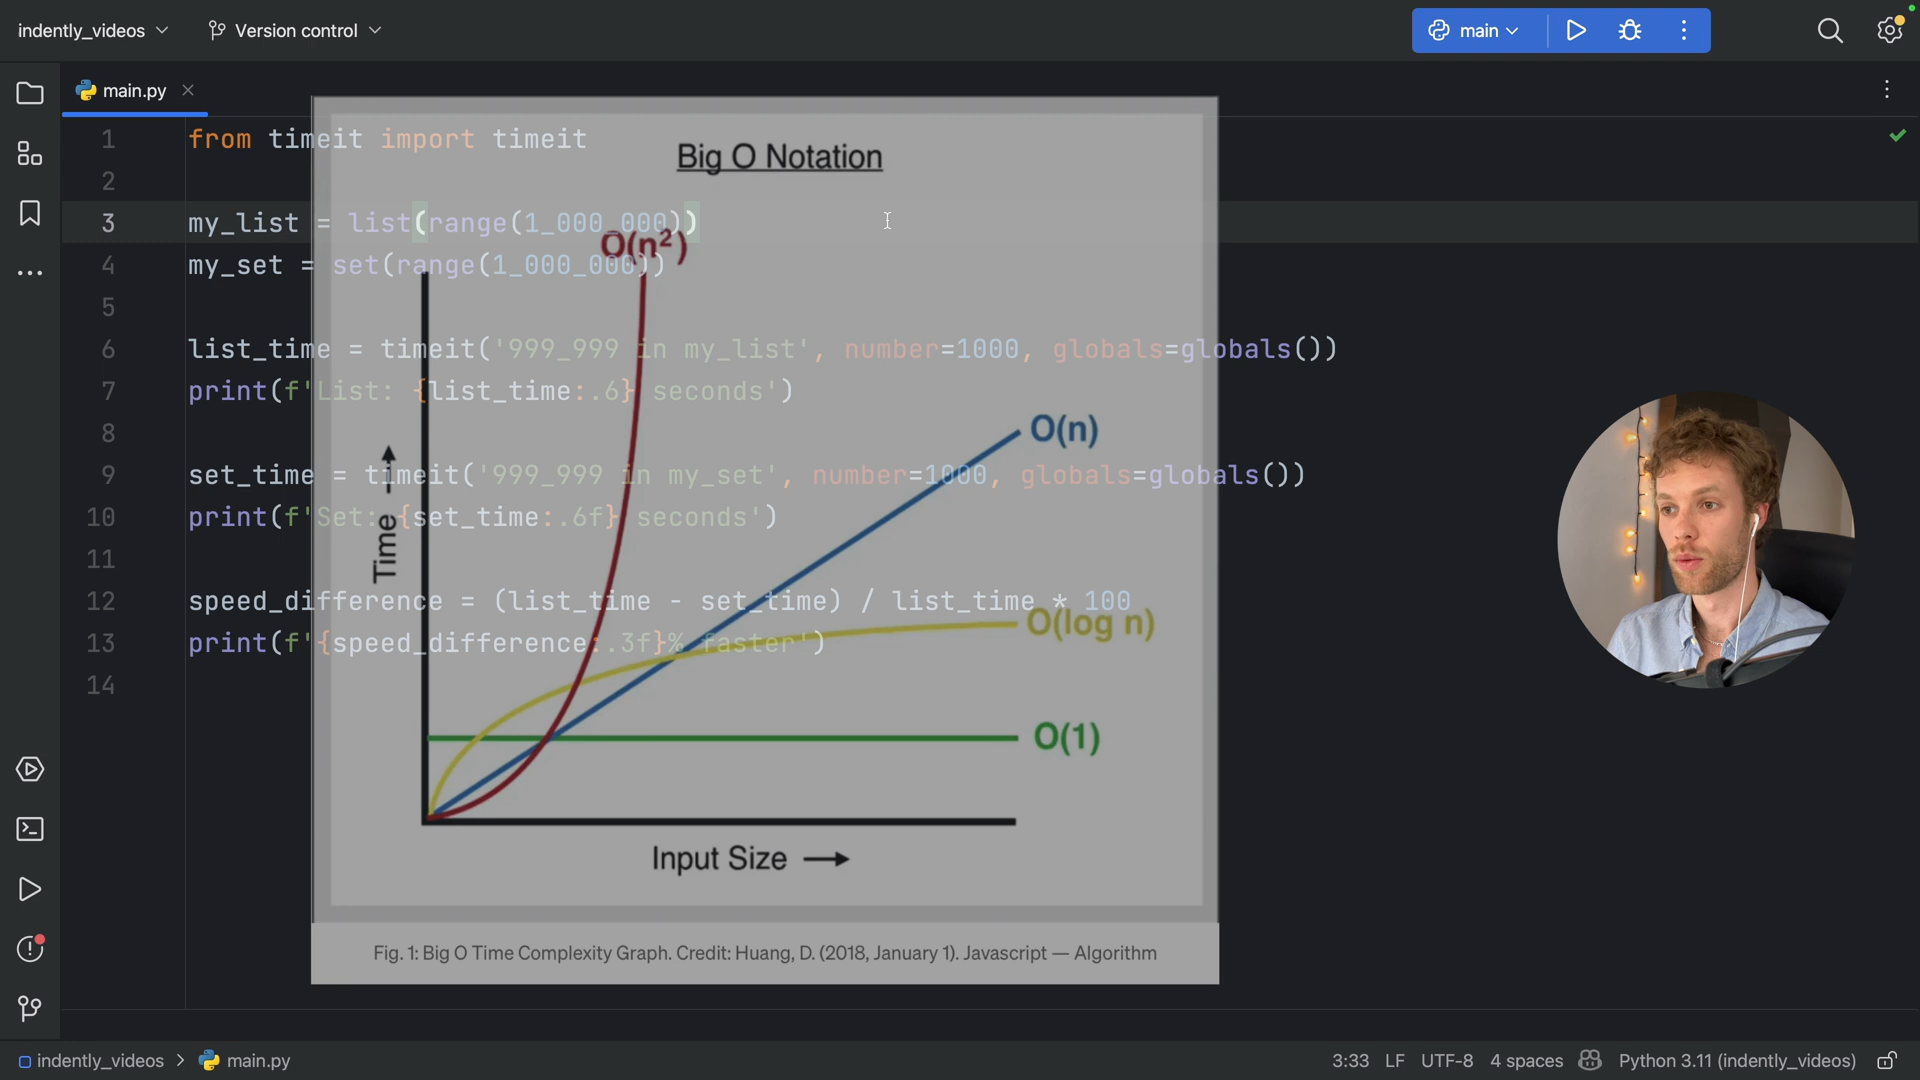 indently_videos
Version control
main
main.py
1 from timeit import timeit
2
3 my_list = list(range(1_000_000))
4 my_set = set(range(1_000_000))
5
6 list_time = timeit('999_999 in my_list', number=1000, globals=globals())
7 print(f'List: {list_time:.6} seconds')
8
9 set_time = timeit('999_999 in my_set', number=1000, globals=globals())
10 print(f'Set: {set_time:.6f} seconds')
11
12 speed_difference = (list_time - set_time) / list_time * 100
13 print(f'{speed_difference:.3f}% faster')
14
Big O Notation
O(n²)
O(n)
O(log n)
O(1)
Time
Input Size
Fig. 1: Big O Time Complexity Graph. Credit: Huang, D. (2018, January 1). Javascript — Algorithm
indently_videos > main.py
3:33 LF UTF-8 4 spaces Python 3.11 (indently_videos)